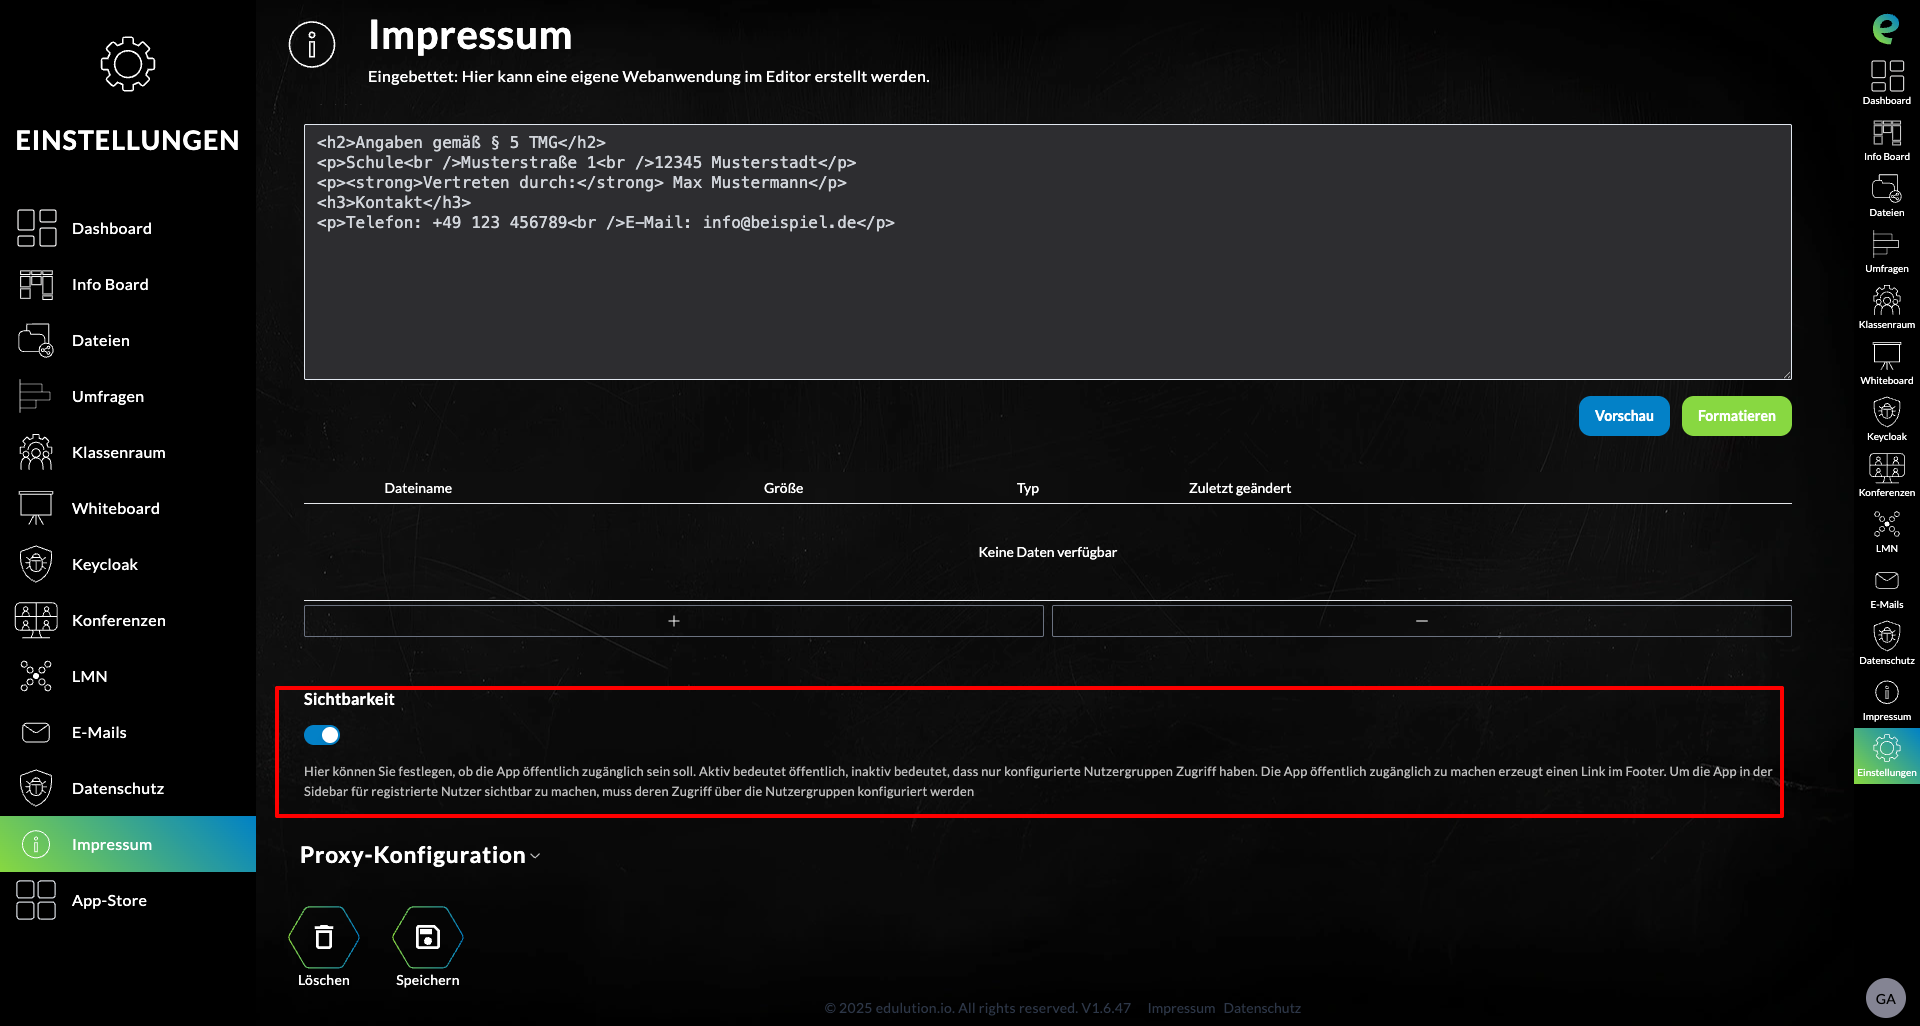 EINSTELLUNGEN
Dashboard
Info Board
Dateien
Umfragen
Klassenraum
Whiteboard
Keycloak
Konferenzen
LMN
E-Mails
Datenschutz
Impressum
App-Store
Impressum
Eingebettet: Hier kann eine eigene Webanwendung im Editor erstellt werden.
<h2>Angaben gemäß § 5 TMG</h2>
<p>Schule<br />Musterstraße 1<br />12345 Musterstadt</p>
<p><strong>Vertreten durch:</strong> Max Mustermann</p>
<h3>Kontakt</h3>
<p>Telefon: +49 123 456789<br />E-Mail: info@beispiel.de</p>
Vorschau Formatieren
Dateiname Größe Typ Zuletzt geändert
Keine Daten verfügbar
+ −
Sichtbarkeit
Hier können Sie festlegen, ob die App öffentlich zugänglich sein soll. Aktiv bedeutet öffentlich, inaktiv bedeutet, dass nur konfigurierte Nutzergruppen Zugriff haben. Die App öffentlich zugänglich zu machen erzeugt einen Link im Footer. Um die App in der
Sidebar für registrierte Nutzer sichtbar zu machen, muss deren Zugriff über die Nutzergruppen konfiguriert werden
Proxy-Konfiguration
Löschen Speichern
© 2025 edulution.io. All rights reserved. V1.6.47 Impressum Datenschutz
e
Dashboard
Info Board
Dateien
Umfragen
Klassenraum
Whiteboard
Keycloak
Konferenzen
LMN
E-Mails
Datenschutz
Impressum
Einstellungen
GA